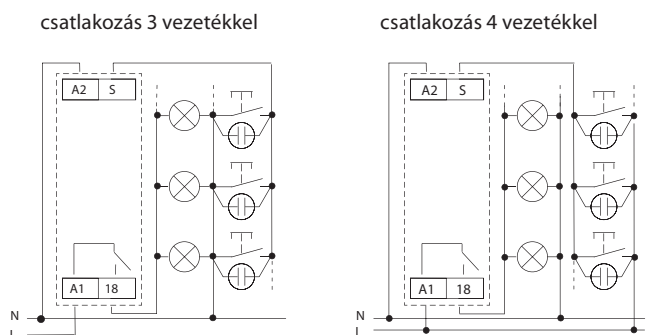 csatlakozás 3 vezetékkel
A2 S
A1 18
N
L
csatlakozás 4 vezetékkel
A2 S
A1 18
N
L